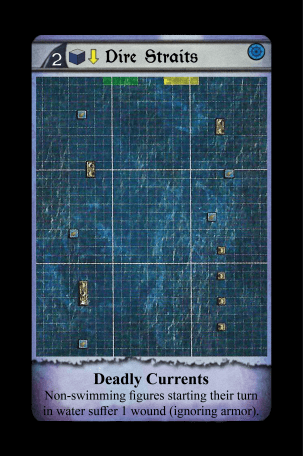 2 Dire Straits
Deadly Currents
Non-swimming figures starting their turn
in water suffer 1 wound (ignoring armor).